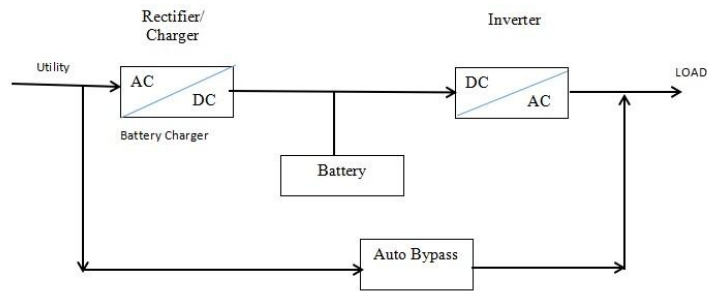 Rectifier/
Charger
Inverter
Utility
AC
DC
DC
AC
LOAD
Battery Charger
Battery
Auto Bypass